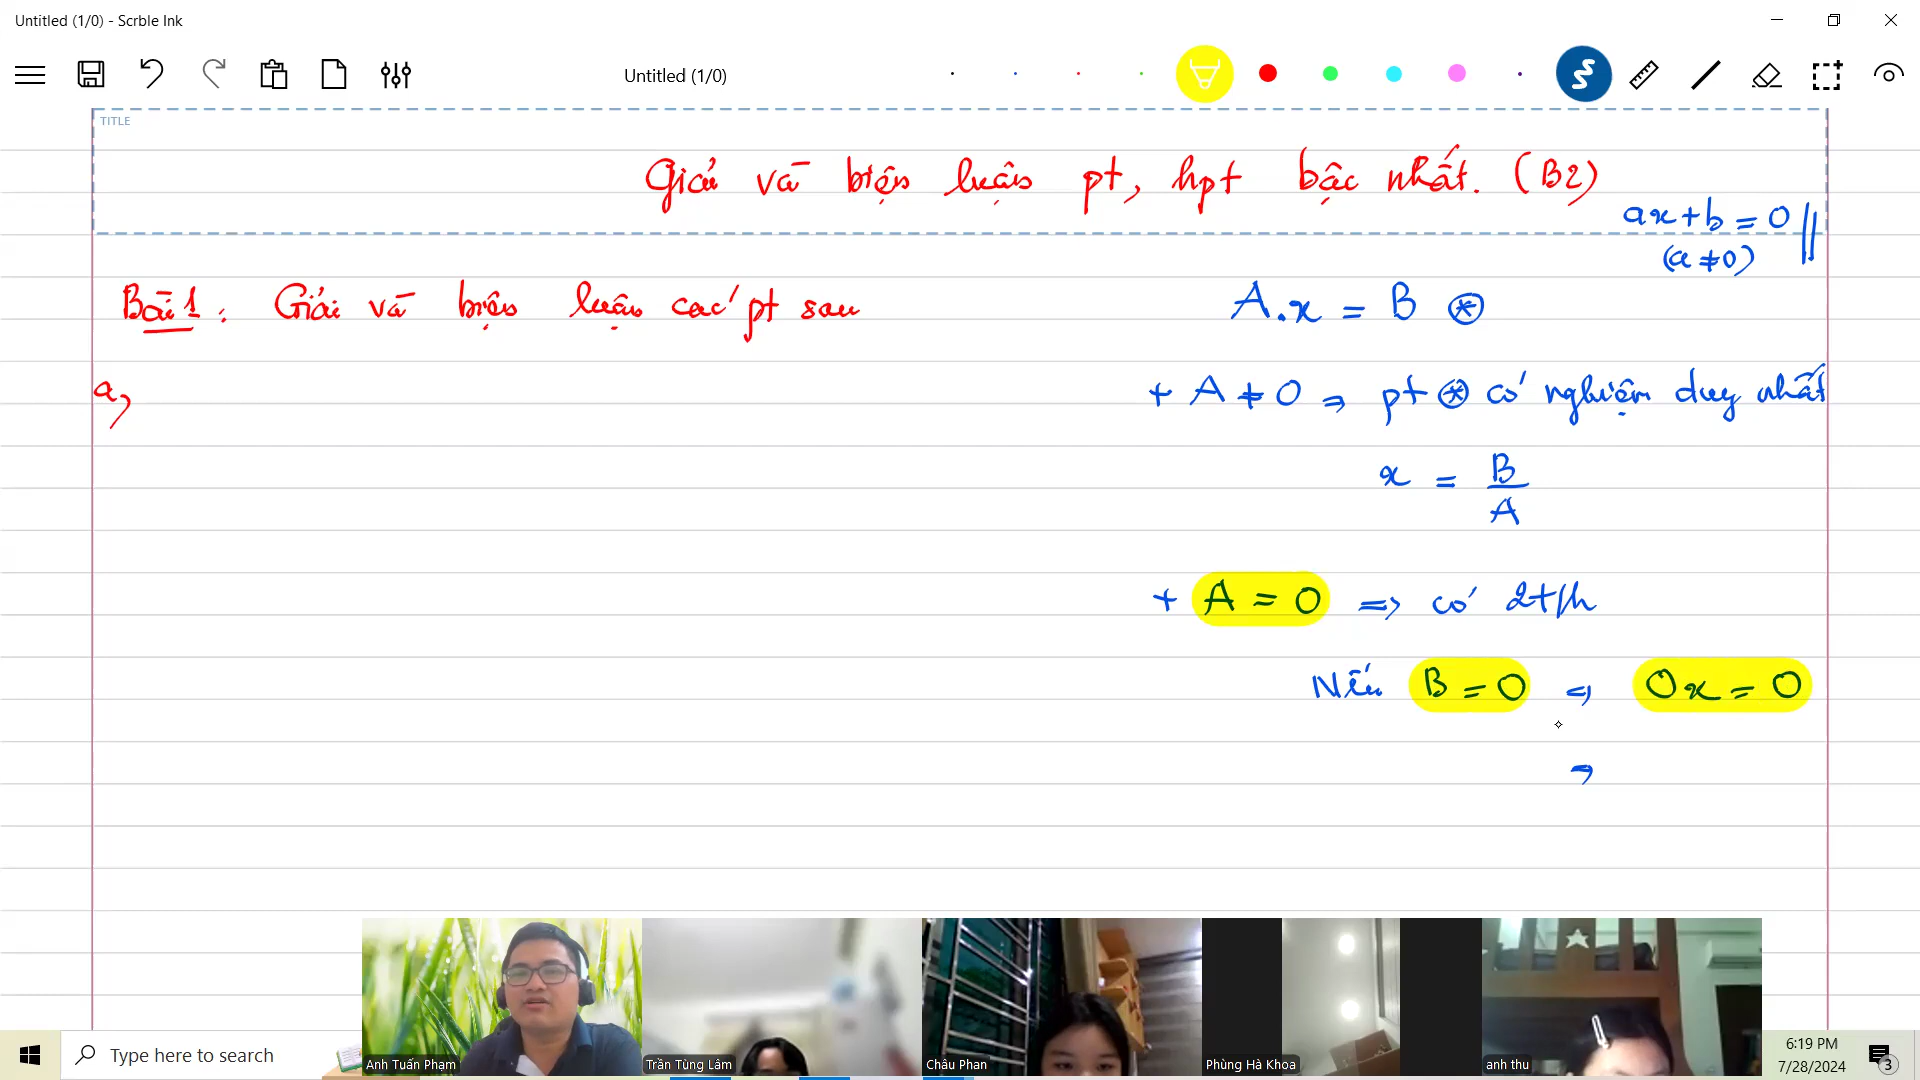 Untitled (1/0) - Scrble Ink
Untitled (1/0)
TITLE
Giải và biện luận pt, hpt bậc nhất. (B2)
ax + b = 0
(a ≠ 0)
Bài 1 : Giải và biện luận các pt sau
A.x = B ⊛
a,
+ A ≠ 0 ⇒ pt ⊛ có nghiệm duy nhất
x = B/A
+ A = 0 ⇒ có 2t/h
Nếu B = 0 ⇒ 0x = 0
⇒
Anh Tuấn Phạm
Trần Tùng Lâm
Châu Phan
Phùng Hà Khoa
anh thu
Type here to search
6:19 PM
7/28/2024
3